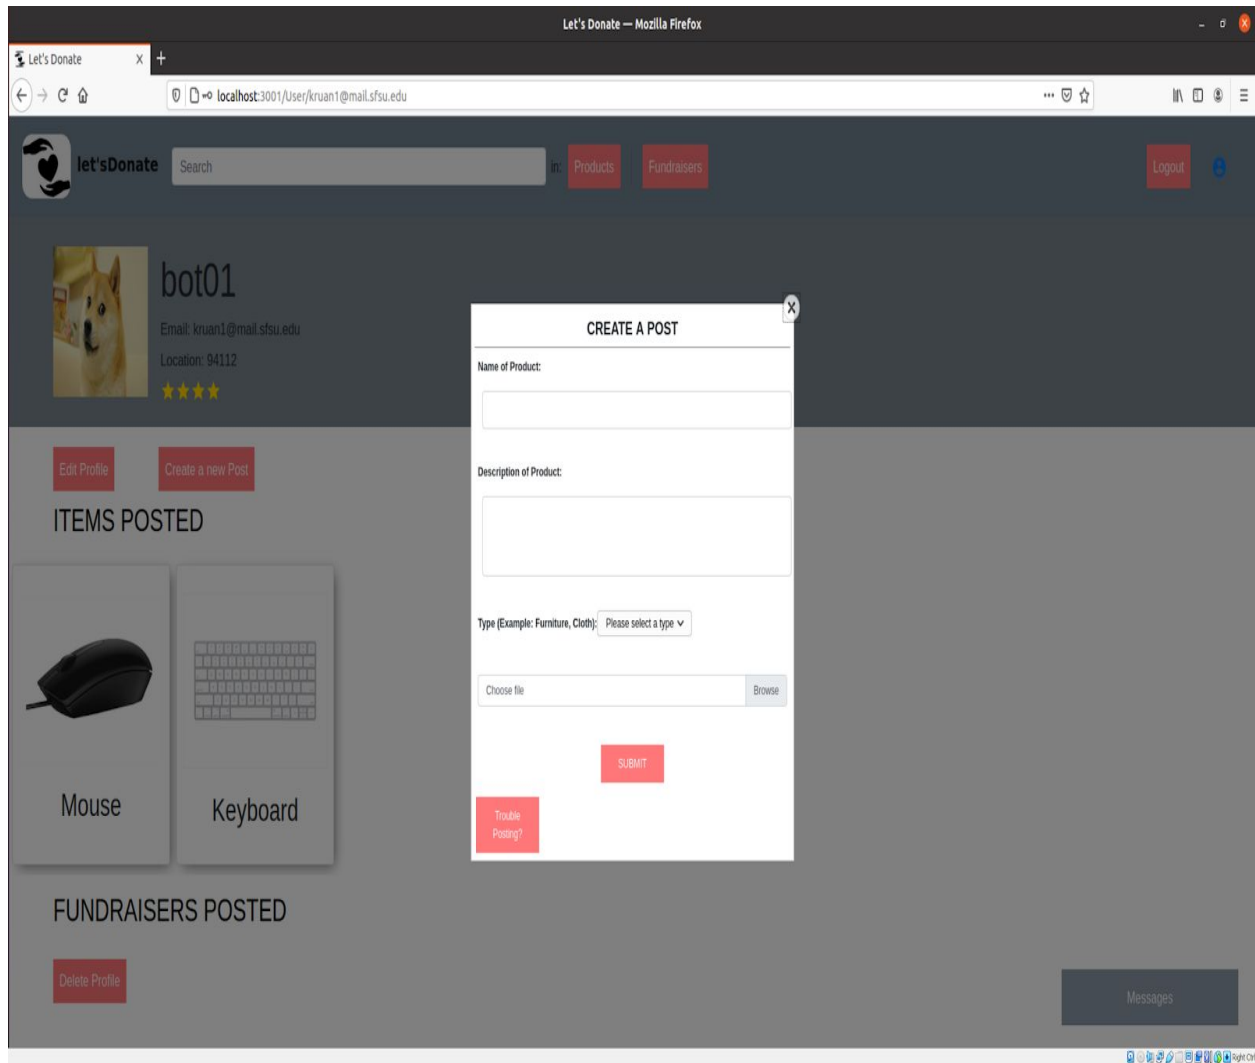 Let's Donate — Mozilla Firefox
Let's Donate
localhost:3001/User/kruan1@mail.sfsu.edu
let'sDonate Search in: Products Fundraisers Logout
bot01
Email: kruan1@mail.sfsu.edu
Location: 94112
Edit Profile Create a new Post
ITEMS POSTED
Mouse Keyboard
FUNDRAISERS POSTED
Delete Profile
CREATE A POST
Name of Product:
Description of Product:
Type (Example: Furniture, Cloth): Please select a type
Choose file Browse
SUBMIT
Trouble
Posting?
Messages
Right Ctrl